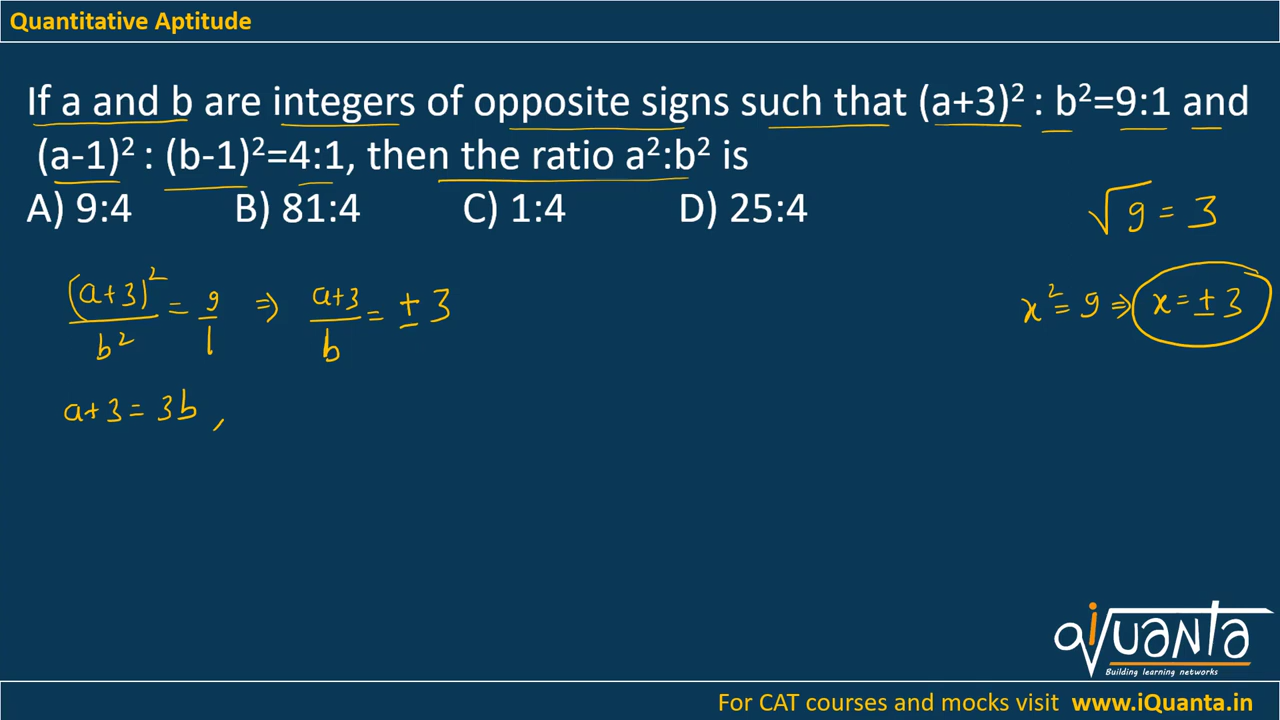 Quantitative Aptitude
If a and b are integers of opposite signs such that (a+3)² : b²=9:1 and
(a-1)² : (b-1)²=4:1, then the ratio a²:b² is
A) 9:4 B) 81:4 C) 1:4 D) 25:4
√9 = 3
(a+3)²/b² = 9/1 ⇒ (a+3)/b = ± 3
x² = 9 ⇒ x = ± 3
a+3 = 3b ,
aiQuanta
Building learning networks
For CAT courses and mocks visit www.iQuanta.in